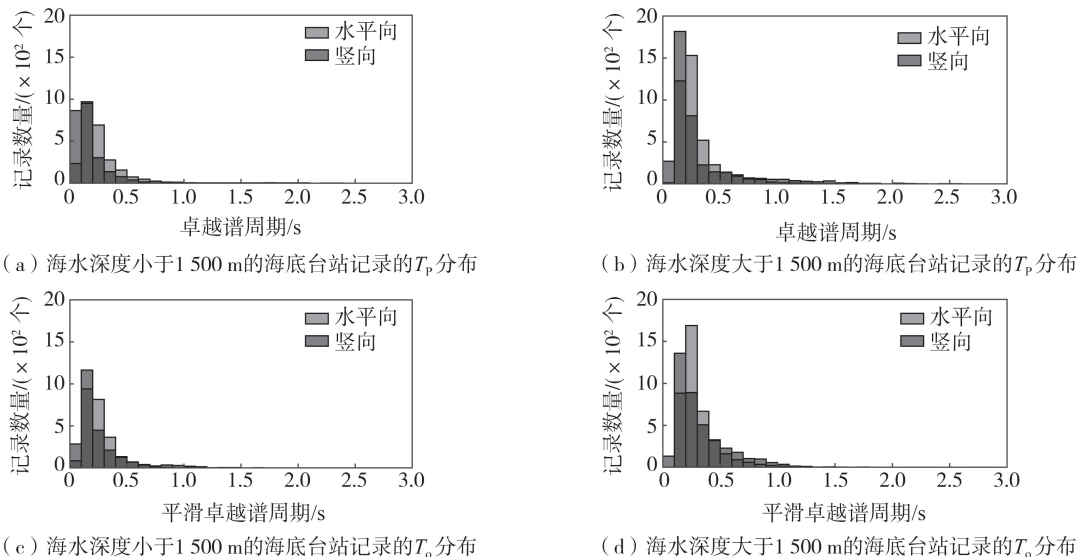 20
15
10
5
0
记录数量/(×10² 个)
水平向
竖向
0 0.5 1.0 1.5 2.0 2.5 3.0
卓越谱周期/s
(a)海水深度小于1 500 m的海底台站记录的Tₚ分布
20
15
10
5
0
记录数量/(×10² 个)
水平向
竖向
0 0.5 1.0 1.5 2.0 2.5 3.0
卓越谱周期/s
(b)海水深度大于1 500 m的海底台站记录的Tₚ分布
20
15
10
5
0
记录数量/(×10² 个)
水平向
竖向
0 0.5 1.0 1.5 2.0 2.5 3.0
平滑卓越谱周期/s
(c)海水深度小于1 500 m的海底台站记录的Tₒ分布
20
15
10
5
0
记录数量/(×10² 个)
水平向
竖向
0 0.5 1.0 1.5 2.0 2.5 3.0
平滑卓越谱周期/s
(d)海水深度大于1 500 m的海底台站记录的Tₒ分布